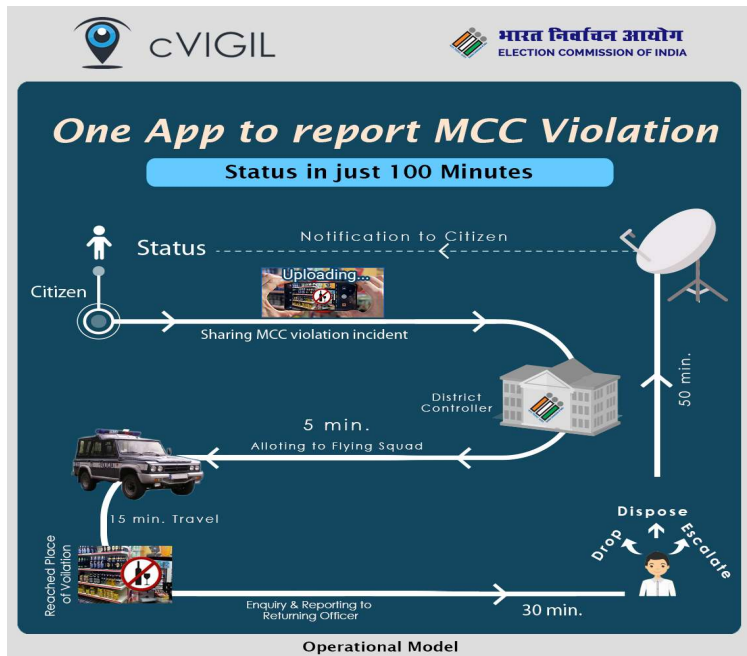 cVIGIL
भारत निर्वाचन आयोग
ELECTION COMMISSION OF INDIA
One App to report MCC Violation
Status in just 100 Minutes
Notification to Citizen
Status
Citizen
Uploading...
Sharing MCC violation incident
District
Controller
5 min.
Alloting to Flying Squad
50 min.
15 min. Travel
Reached Place
of Voilation
Dispose
Drop
Escalate
Enquiry & Reporting to
Returning Officer
30 min.
Operational Model